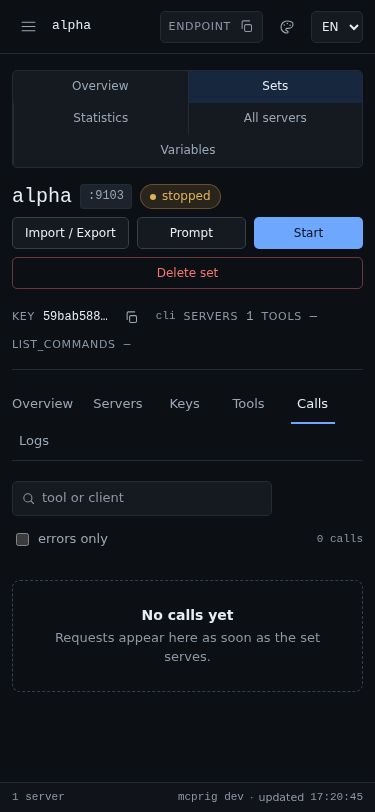 alpha ENDPOINT EN
Overview Sets
Statistics All servers
Variables
alpha :9103 stopped
Import / Export Prompt Start
Delete set
KEY 59bab588… cli SERVERS 1 TOOLS —
LIST_COMMANDS —
Overview Servers Keys Tools Calls
Logs
tool or client
errors only 0 calls
No calls yet
Requests appear here as soon as the set
serves.
1 server mcprig dev · updated 17:20:45